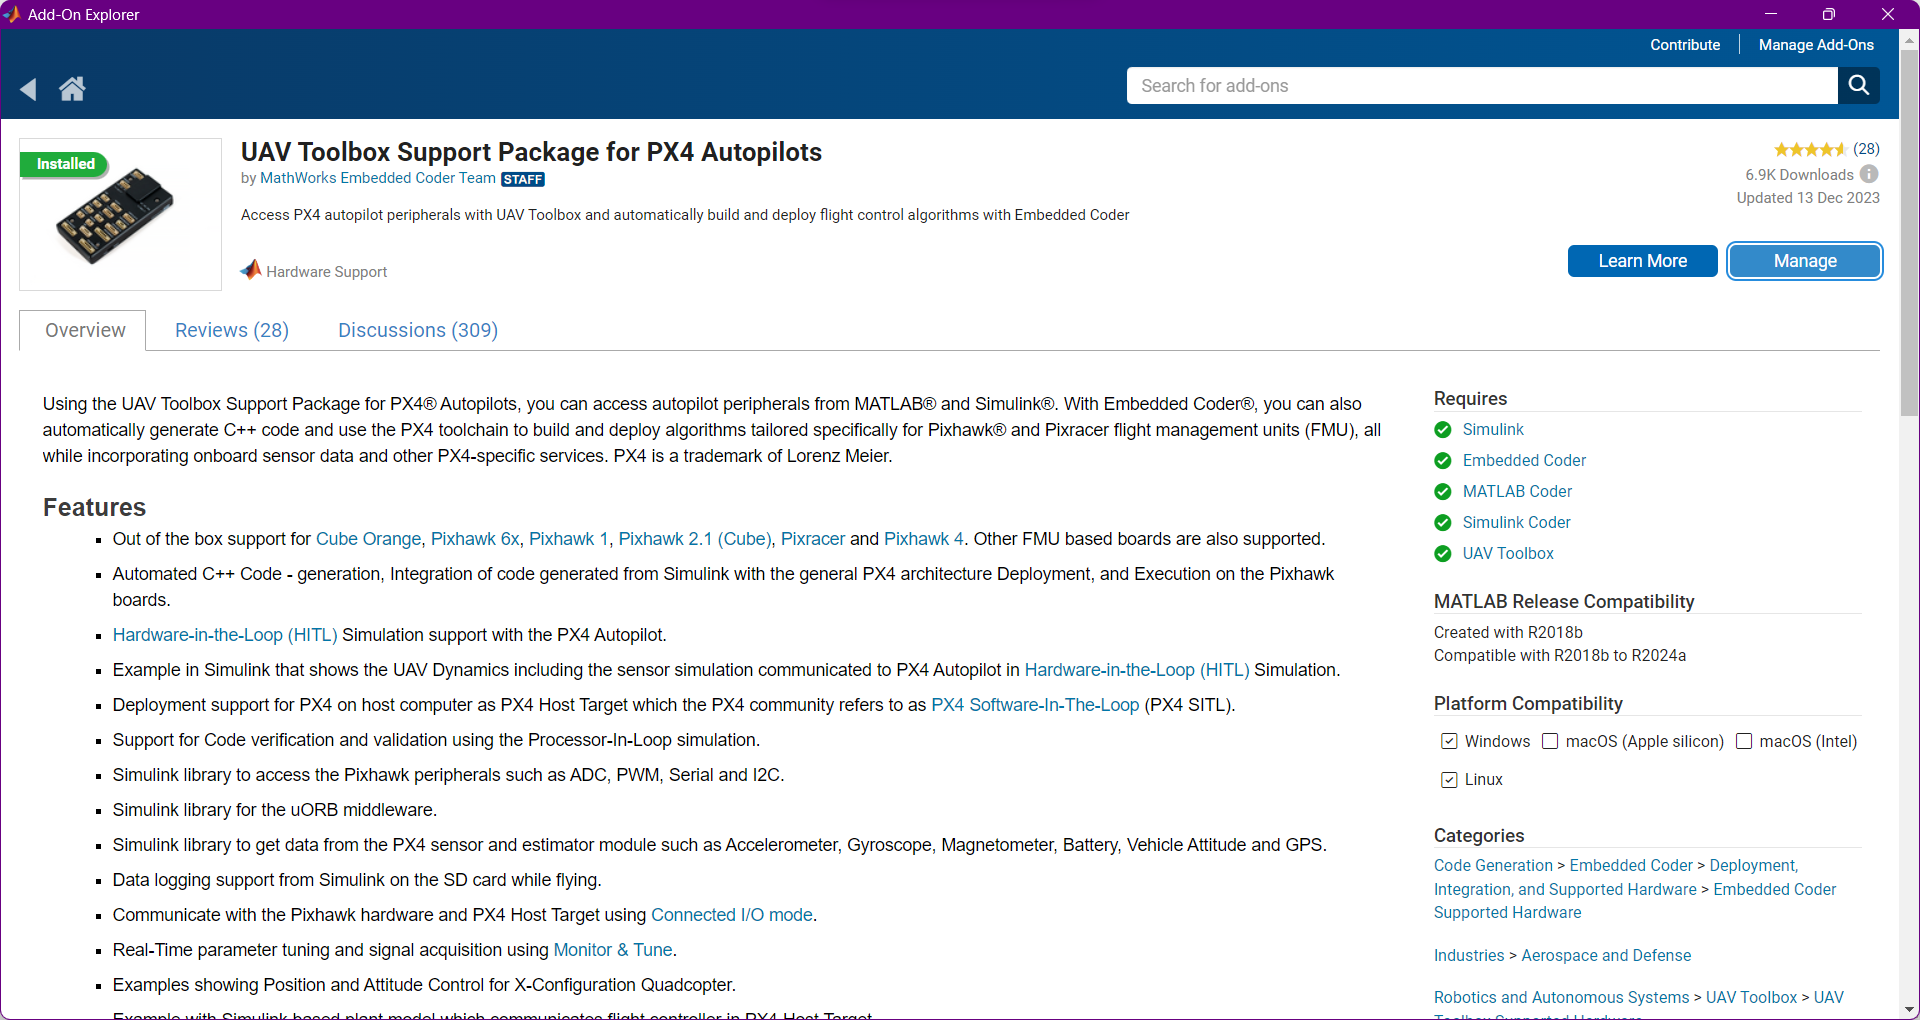 Add-On Explorer
Contribute
Manage Add-Ons
Search for add-ons
Installed
UAV Toolbox Support Package for PX4 Autopilots
by MathWorks Embedded Coder Team STAFF
Access PX4 autopilot peripherals with UAV Toolbox and automatically build and deploy flight control algorithms with Embedded Coder
Hardware Support
(28)
6.9K Downloads
Updated 13 Dec 2023
Learn More
Manage
Overview
Reviews (28)
Discussions (309)
Using the UAV Toolbox Support Package for PX4® Autopilots, you can access autopilot peripherals from MATLAB® and Simulink®. With Embedded Coder®, you can also
automatically generate C++ code and use the PX4 toolchain to build and deploy algorithms tailored specifically for Pixhawk® and Pixracer flight management units (FMU), all
while incorporating onboard sensor data and other PX4-specific services. PX4 is a trademark of Lorenz Meier.
Features
Out of the box support for Cube Orange, Pixhawk 6x, Pixhawk 1, Pixhawk 2.1 (Cube), Pixracer and Pixhawk 4. Other FMU based boards are also supported.
Automated C++ Code - generation, Integration of code generated from Simulink with the general PX4 architecture Deployment, and Execution on the Pixhawk
boards.
Hardware-in-the-Loop (HITL) Simulation support with the PX4 Autopilot.
Example in Simulink that shows the UAV Dynamics including the sensor simulation communicated to PX4 Autopilot in Hardware-in-the-Loop (HITL) Simulation.
Deployment support for PX4 on host computer as PX4 Host Target which the PX4 community refers to as PX4 Software-In-The-Loop (PX4 SITL).
Support for Code verification and validation using the Processor-In-Loop simulation.
Simulink library to access the Pixhawk peripherals such as ADC, PWM, Serial and I2C.
Simulink library for the uORB middleware.
Simulink library to get data from the PX4 sensor and estimator module such as Accelerometer, Gyroscope, Magnetometer, Battery, Vehicle Attitude and GPS.
Data logging support from Simulink on the SD card while flying.
Communicate with the Pixhawk hardware and PX4 Host Target using Connected I/O mode.
Real-Time parameter tuning and signal acquisition using Monitor & Tune.
Examples showing Position and Attitude Control for X-Configuration Quadcopter.
Example with Simulink based plant model which communicates flight controller in PX4 Host Target
Requires
Simulink
Embedded Coder
MATLAB Coder
Simulink Coder
UAV Toolbox
MATLAB Release Compatibility
Created with R2018b
Compatible with R2018b to R2024a
Platform Compatibility
Windows macOS (Apple silicon) macOS (Intel)
Linux
Categories
Code Generation > Embedded Coder > Deployment,
Integration, and Supported Hardware > Embedded Coder
Supported Hardware
Industries > Aerospace and Defense
Robotics and Autonomous Systems > UAV Toolbox > UAV
Toolbox Supported Hardware